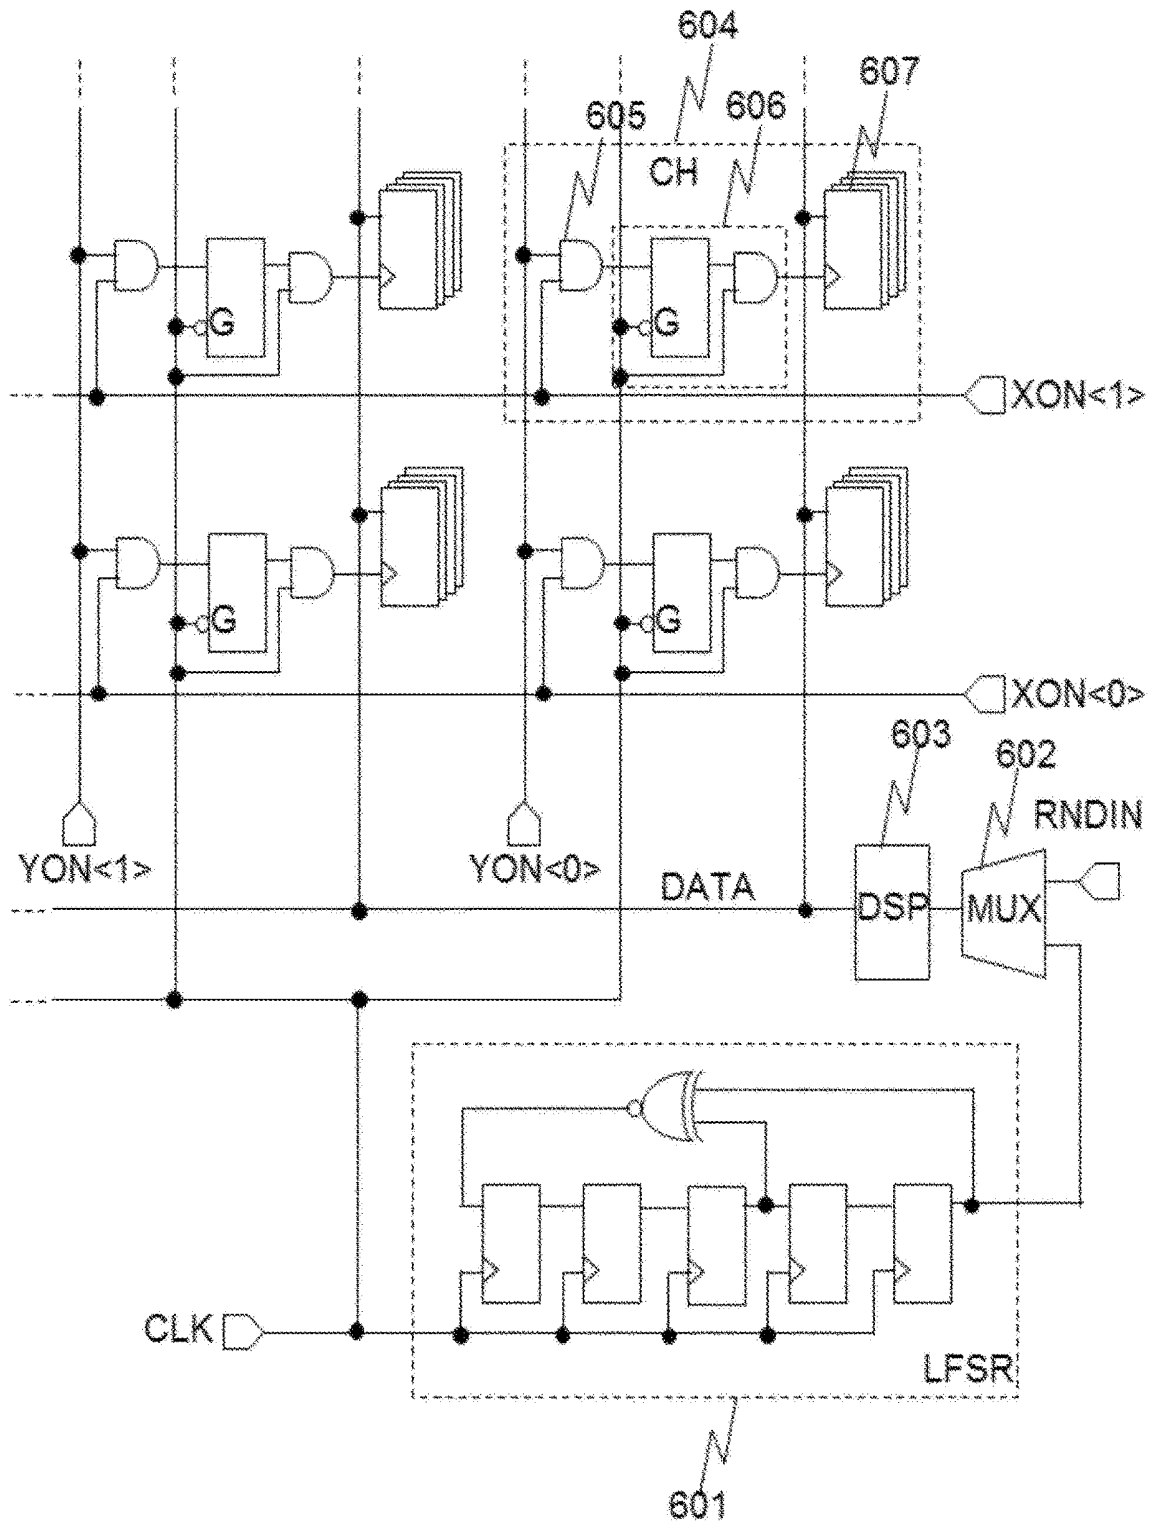 604
607
606
605
CH
G
G
XON<1>
G
G
XON<0>
603
602
RNDIN
YON<1>
YON<0>
DATA
DSP
MUX
CLK
LFSR
601